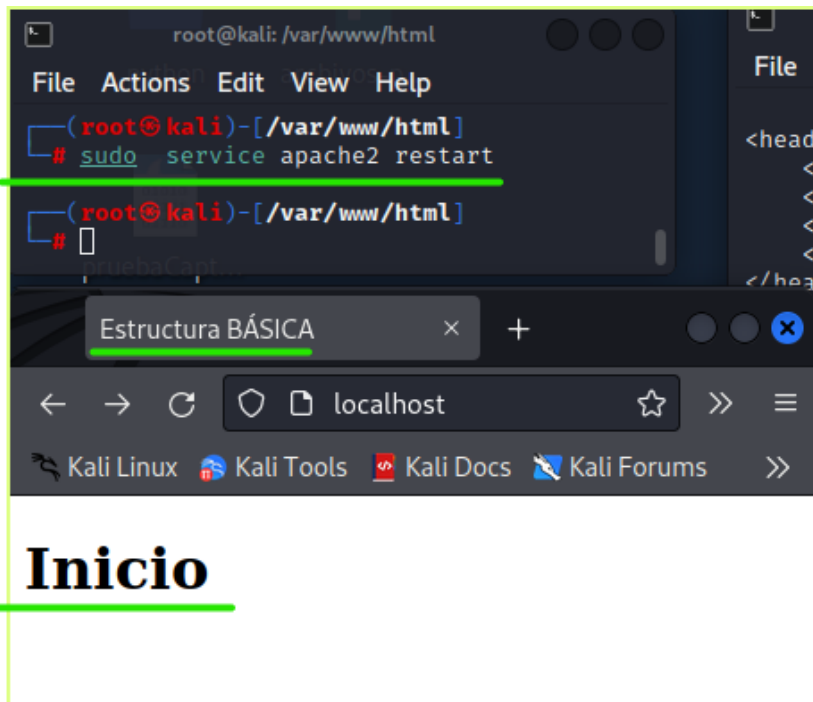 root@kali: /var/www/html
File Actions Edit View Help
(root㉿kali)-[/var/www/html]
# sudo service apache2 restart
(root㉿kali)-[/var/www/html]
#
pruebaCapt...
File
<head
<
<
<
<
</hea
Estructura BÁSICA
localhost
Kali Linux Kali Tools Kali Docs Kali Forums
Inicio